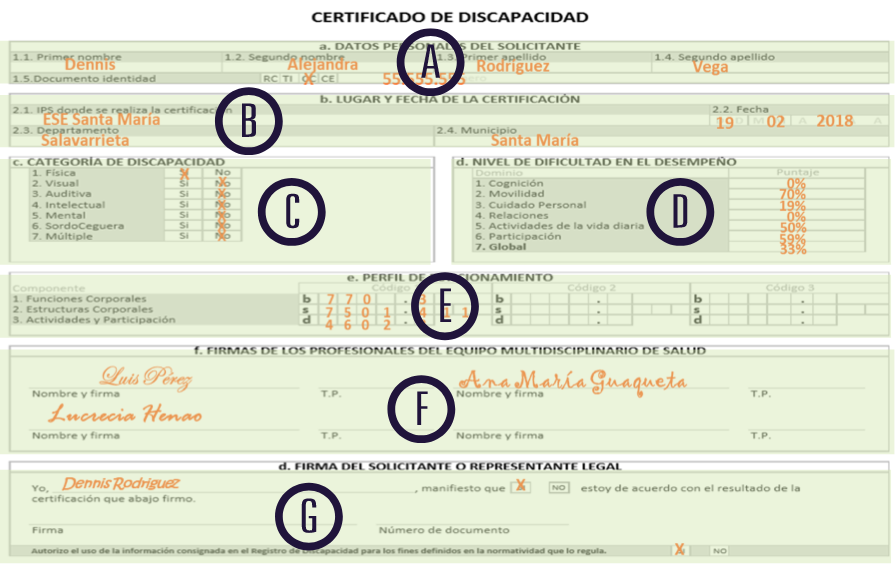 CERTIFICADO DE DISCAPACIDAD
a. DATOS PERSONALES DEL SOLICITANTE
A
1.1. Primer nombre 1.2. Segundo nombre 1.3. Primer apellido 1.4. Segundo apellido
Dennis Alejandra Rodriguez Vega
1.5.Documento identidad RC TI X CE 55.555.555
b. LUGAR Y FECHA DE LA CERTIFICACIÓN
B
2.1. IPS donde se realiza la certificación 2.2. Fecha
ESE Santa Maria 19 02 2018
2.3. Departamento 2.4. Municipio
Salavarrieta Santa María
c. CATEGORÍA DE DISCAPACIDAD
1. Física Si X No
2. Visual Si No X
3. Auditiva Si No X
4. Intelectual Si No X
5. Mental Si No X
6. SordoCeguera Si No X
7. Múltiple Si No X
C
d. NIVEL DE DIFICULTAD EN EL DESEMPEÑO
Dominio Puntaje
1. Cognición 0%
2. Movilidad 70%
3. Cuidado Personal 19%
4. Relaciones 0%
5. Actividades de la vida diaria 50%
6. Participación 59%
7. Global 33%
D
e. PERFIL DE FUNCIONAMIENTO
E
Componente Código Código 2 Código 3
1. Funciones Corporales b 7 7 0 . 3 b . b .
2. Estructuras Corporales s 7 5 0 1 . 4 1 1 s . s .
3. Actividades y Participación d 4 6 0 2 . d . d .
f. FIRMAS DE LOS PROFESIONALES DEL EQUIPO MULTIDISCIPLINARIO DE SALUD
F
Luis Pérez Ana María Guaqueta
Nombre y firma T.P. Nombre y firma T.P.
Lucrecia Henao
Nombre y firma T.P. Nombre y firma T.P.
d. FIRMA DEL SOLICITANTE O REPRESENTANTE LEGAL
G
Yo, Dennis Rodriguez , manifiesto que X NO estoy de acuerdo con el resultado de la
certificación que abajo firmo.
Firma Número de documento
Autorizo el uso de la información consignada en el Registro de Discapacidad para los fines definidos en la normatividad que lo regula. X NO